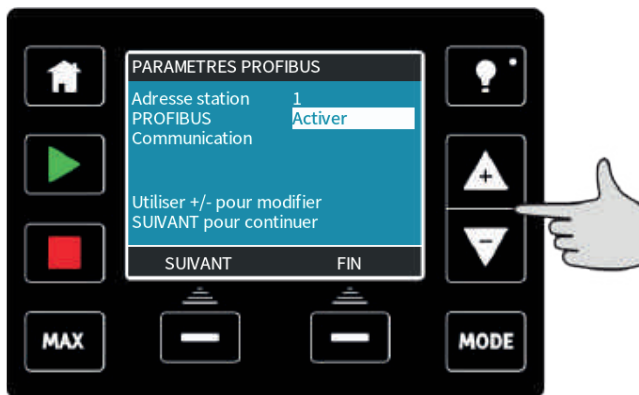 PARAMETRES PROFIBUS
Adresse station 1
PROFIBUS Activer
Communication
Utiliser +/- pour modifier
SUIVANT pour continuer
SUIVANT FIN
+
-
MAX
MODE